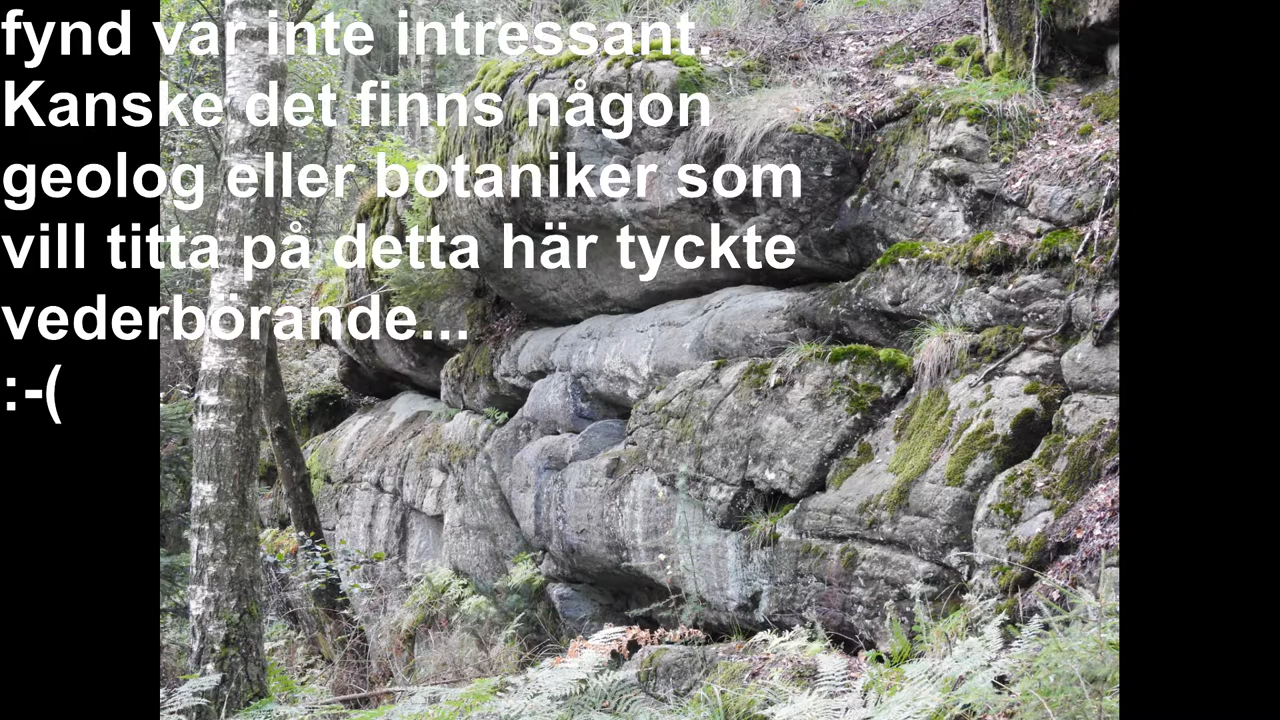 fynd var inte intressant.
Kanske det finns någon
geolog eller botaniker som
vill titta på detta här tyckte
vederbörande...
:-(